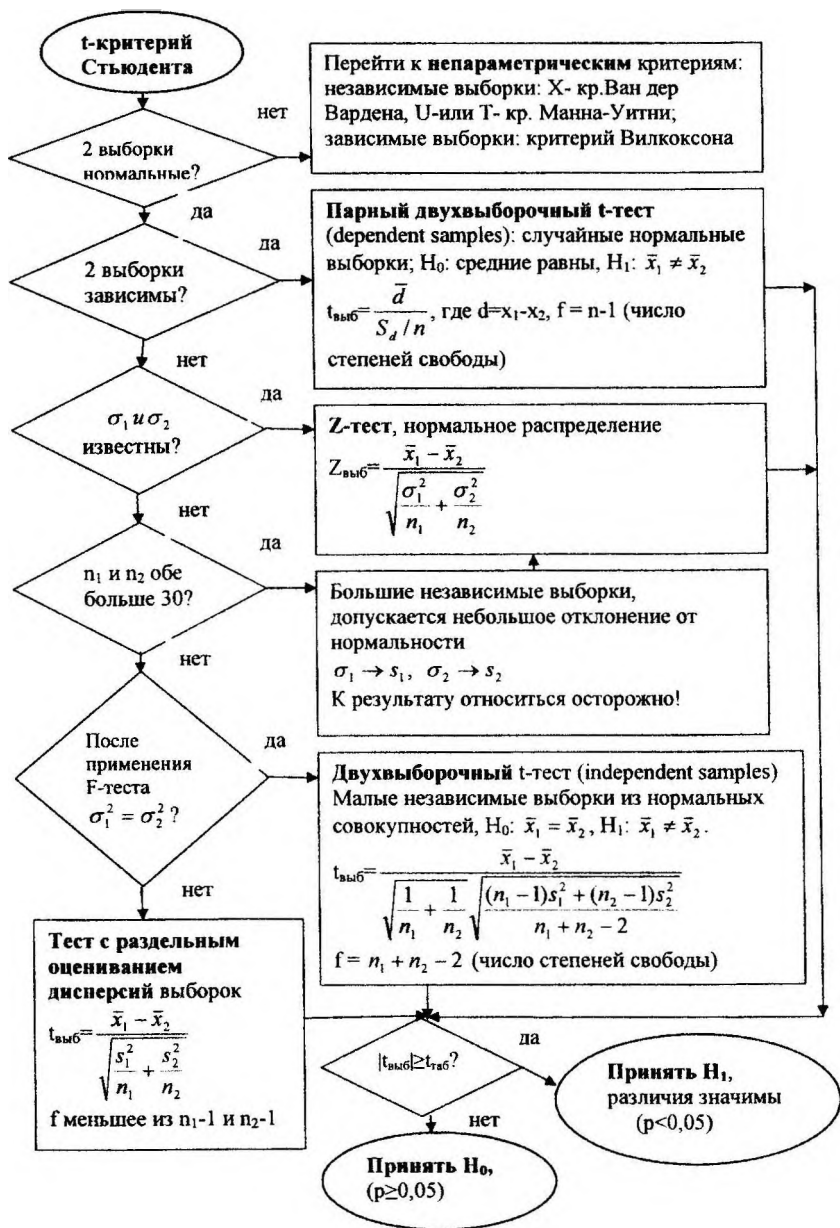 t-критерий
Стьюдента
Перейти к непараметрическим критериям:
независимые выборки: X- кр.Ван дер
Вардена, U-или T- кр. Манна-Уитни;
зависимые выборки: критерий Вилкоксона
нет
2 выборки
нормальные?
да
Парный двухвыборочный t-тест
(dependent samples): случайные нормальные
выборки; H₀: средние равны, H₁: x̄₁ ≠ x̄₂
t_выб= d̄ / (S_d / n), где d=x₁-x₂, f = n-1 (число
степеней свободы)
да
2 выборки
зависимы?
нет
σ₁ и σ₂
известны?
да
Z-тест, нормальное распределение
Z_выб= (x̄₁ − x̄₂) / √(σ₁²/n₁ + σ₂²/n₂)
нет
n₁ и n₂ обе
больше 30?
да
Большие независимые выборки,
допускается небольшое отклонение от
нормальности
σ₁ → s₁, σ₂ → s₂
К результату относиться осторожно!
нет
После
применения
F-теста
σ₁² = σ₂² ?
да
Двухвыборочный t-тест (independent samples)
Малые независимые выборки из нормальных
совокупностей, H₀: x̄₁ = x̄₂, H₁: x̄₁ ≠ x̄₂.
t_выб= (x̄₁ − x̄₂) / (√(1/n₁ + 1/n₂) √(((n₁ −1)s₁² + (n₂ −1)s₂²) / (n₁ + n₂ − 2)))
f = n₁ + n₂ − 2 (число степеней свободы)
нет
Тест с раздельным
оцениванием
дисперсий выборок
t_выб= (x̄₁ − x̄₂) / √(s₁²/n₁ + s₂²/n₂)
f меньшее из n₁-1 и n₂-1
|t_выб|≥t_таб?
да
Принять H₁,
различия значимы
(p<0,05)
нет
Принять H₀,
(p≥0,05)